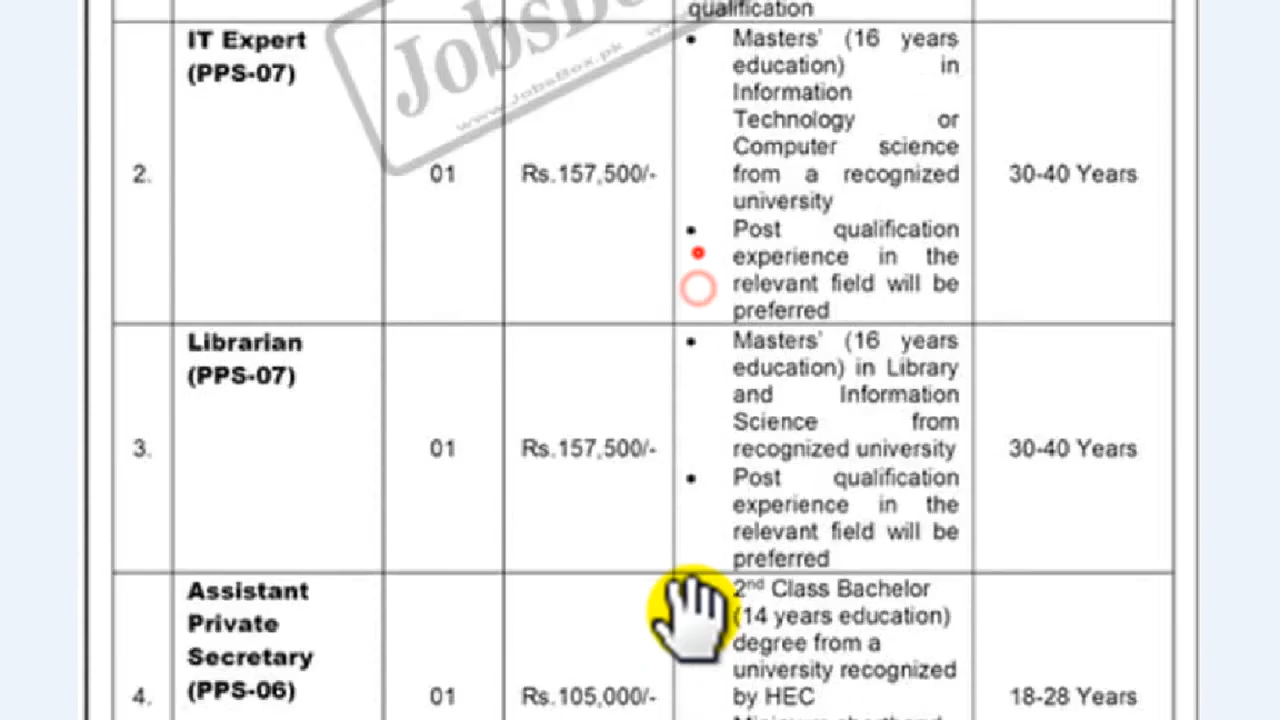 qualification
JobsBo
www.JobsBox.pk
2.
IT Expert
(PPS-07)
01
Rs.157,500/-
• Masters' (16 years
education) in
Information
Technology or
Computer science
from a recognized
university
• Post qualification
experience in the
relevant field will be
preferred
30-40 Years
3.
Librarian
(PPS-07)
01
Rs.157,500/-
• Masters' (16 years
education) in Library
and Information
Science from
recognized university
• Post qualification
experience in the
relevant field will be
preferred
30-40 Years
4.
Assistant
Private
Secretary
(PPS-06)
01
Rs.105,000/-
2nd Class Bachelor
(14 years education)
degree from a
university recognized
by HEC
18-28 Years